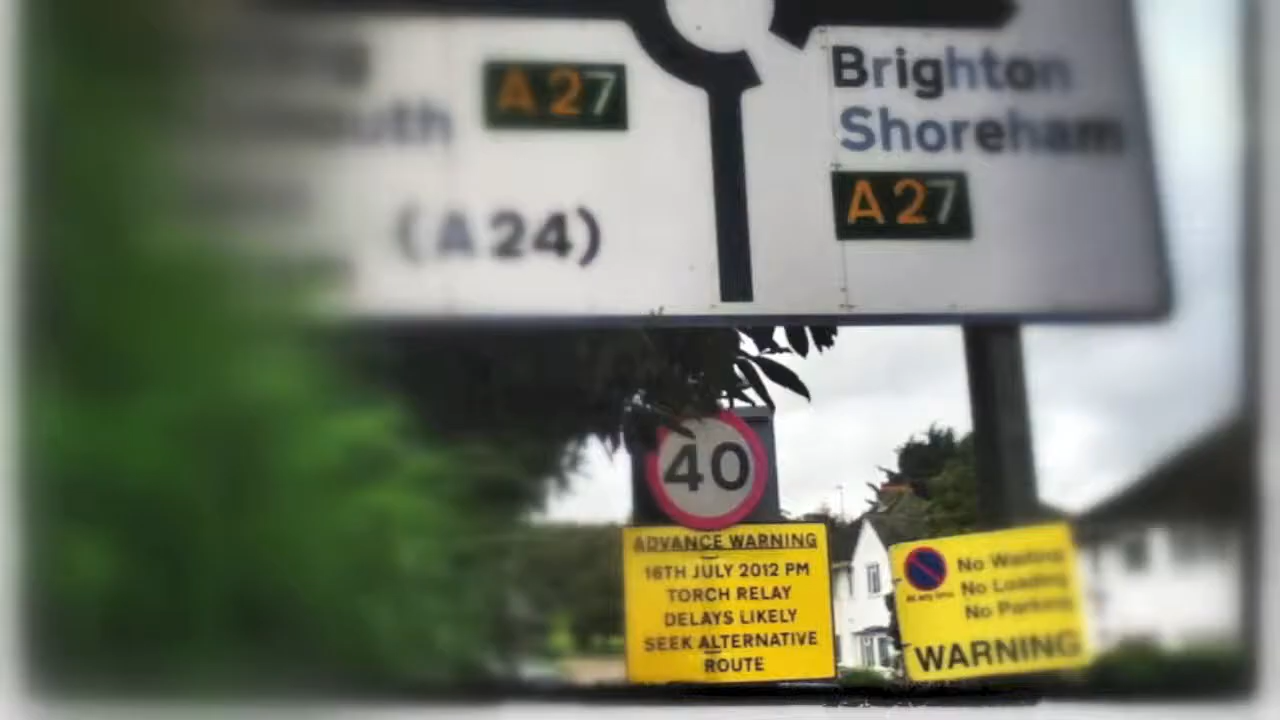 A27
(A24)
Brighton
Shoreham
A27
40
ADVANCE WARNING
16TH JULY 2012 PM
TORCH RELAY
DELAYS LIKELY
SEEK ALTERNATIVE
ROUTE
No Waiting
No Loading
No Parking
WARNING